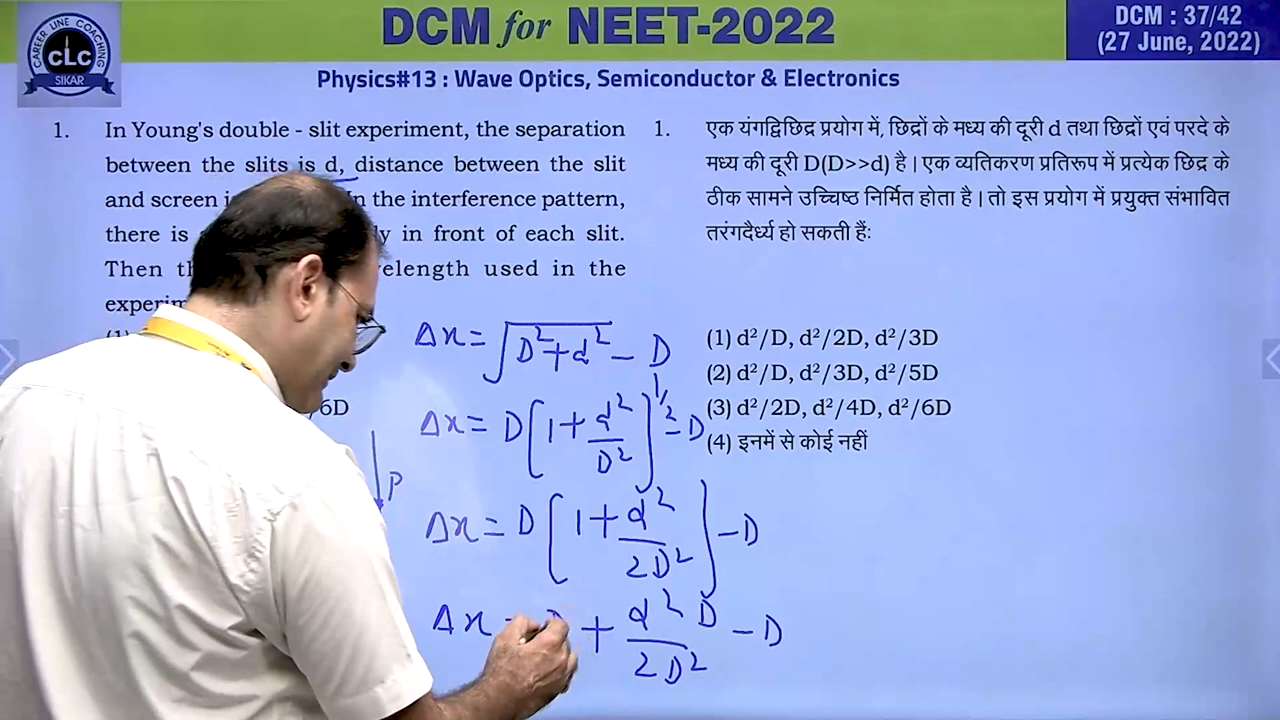 DCM for NEET-2022
DCM : 37/42
(27 June, 2022)
CAREER LINE COACHING
CLC
SIKAR
Physics#13 : Wave Optics, Semiconductor & Electronics
1. In Young's double - slit experiment, the separation
between the slits is d, distance between the slit
and screen
the interference pattern,
there is
in front of each slit.
Then
used in the
1. एक यंगद्विछिद्र प्रयोग में, छिद्रों के मध्य की दूरी d तथा छिद्रों एवं परदे के
मध्य की दूरी D(D>>d) है। एक व्यतिकरण प्रतिरूप में प्रत्येक छिद्र के
ठीक सामने उच्चिष्ठ निर्मित होता है। तो इस प्रयोग में प्रयुक्त संभावित
तरंगदैर्ध्य हो सकती हैंः
(1) d²/D, d²/2D, d²/3D
(2) d²/D, d²/3D, d²/5D
(3) d²/2D, d²/4D, d²/6D
(4) इनमें से कोई नहीं
/6D
P
Δx = √(D²+d²) - D
Δx = D[1+d²/D²]^1/2 - D
Δx = D[1+d²/2D²] - D
Δx = D + d²D/2D² - D